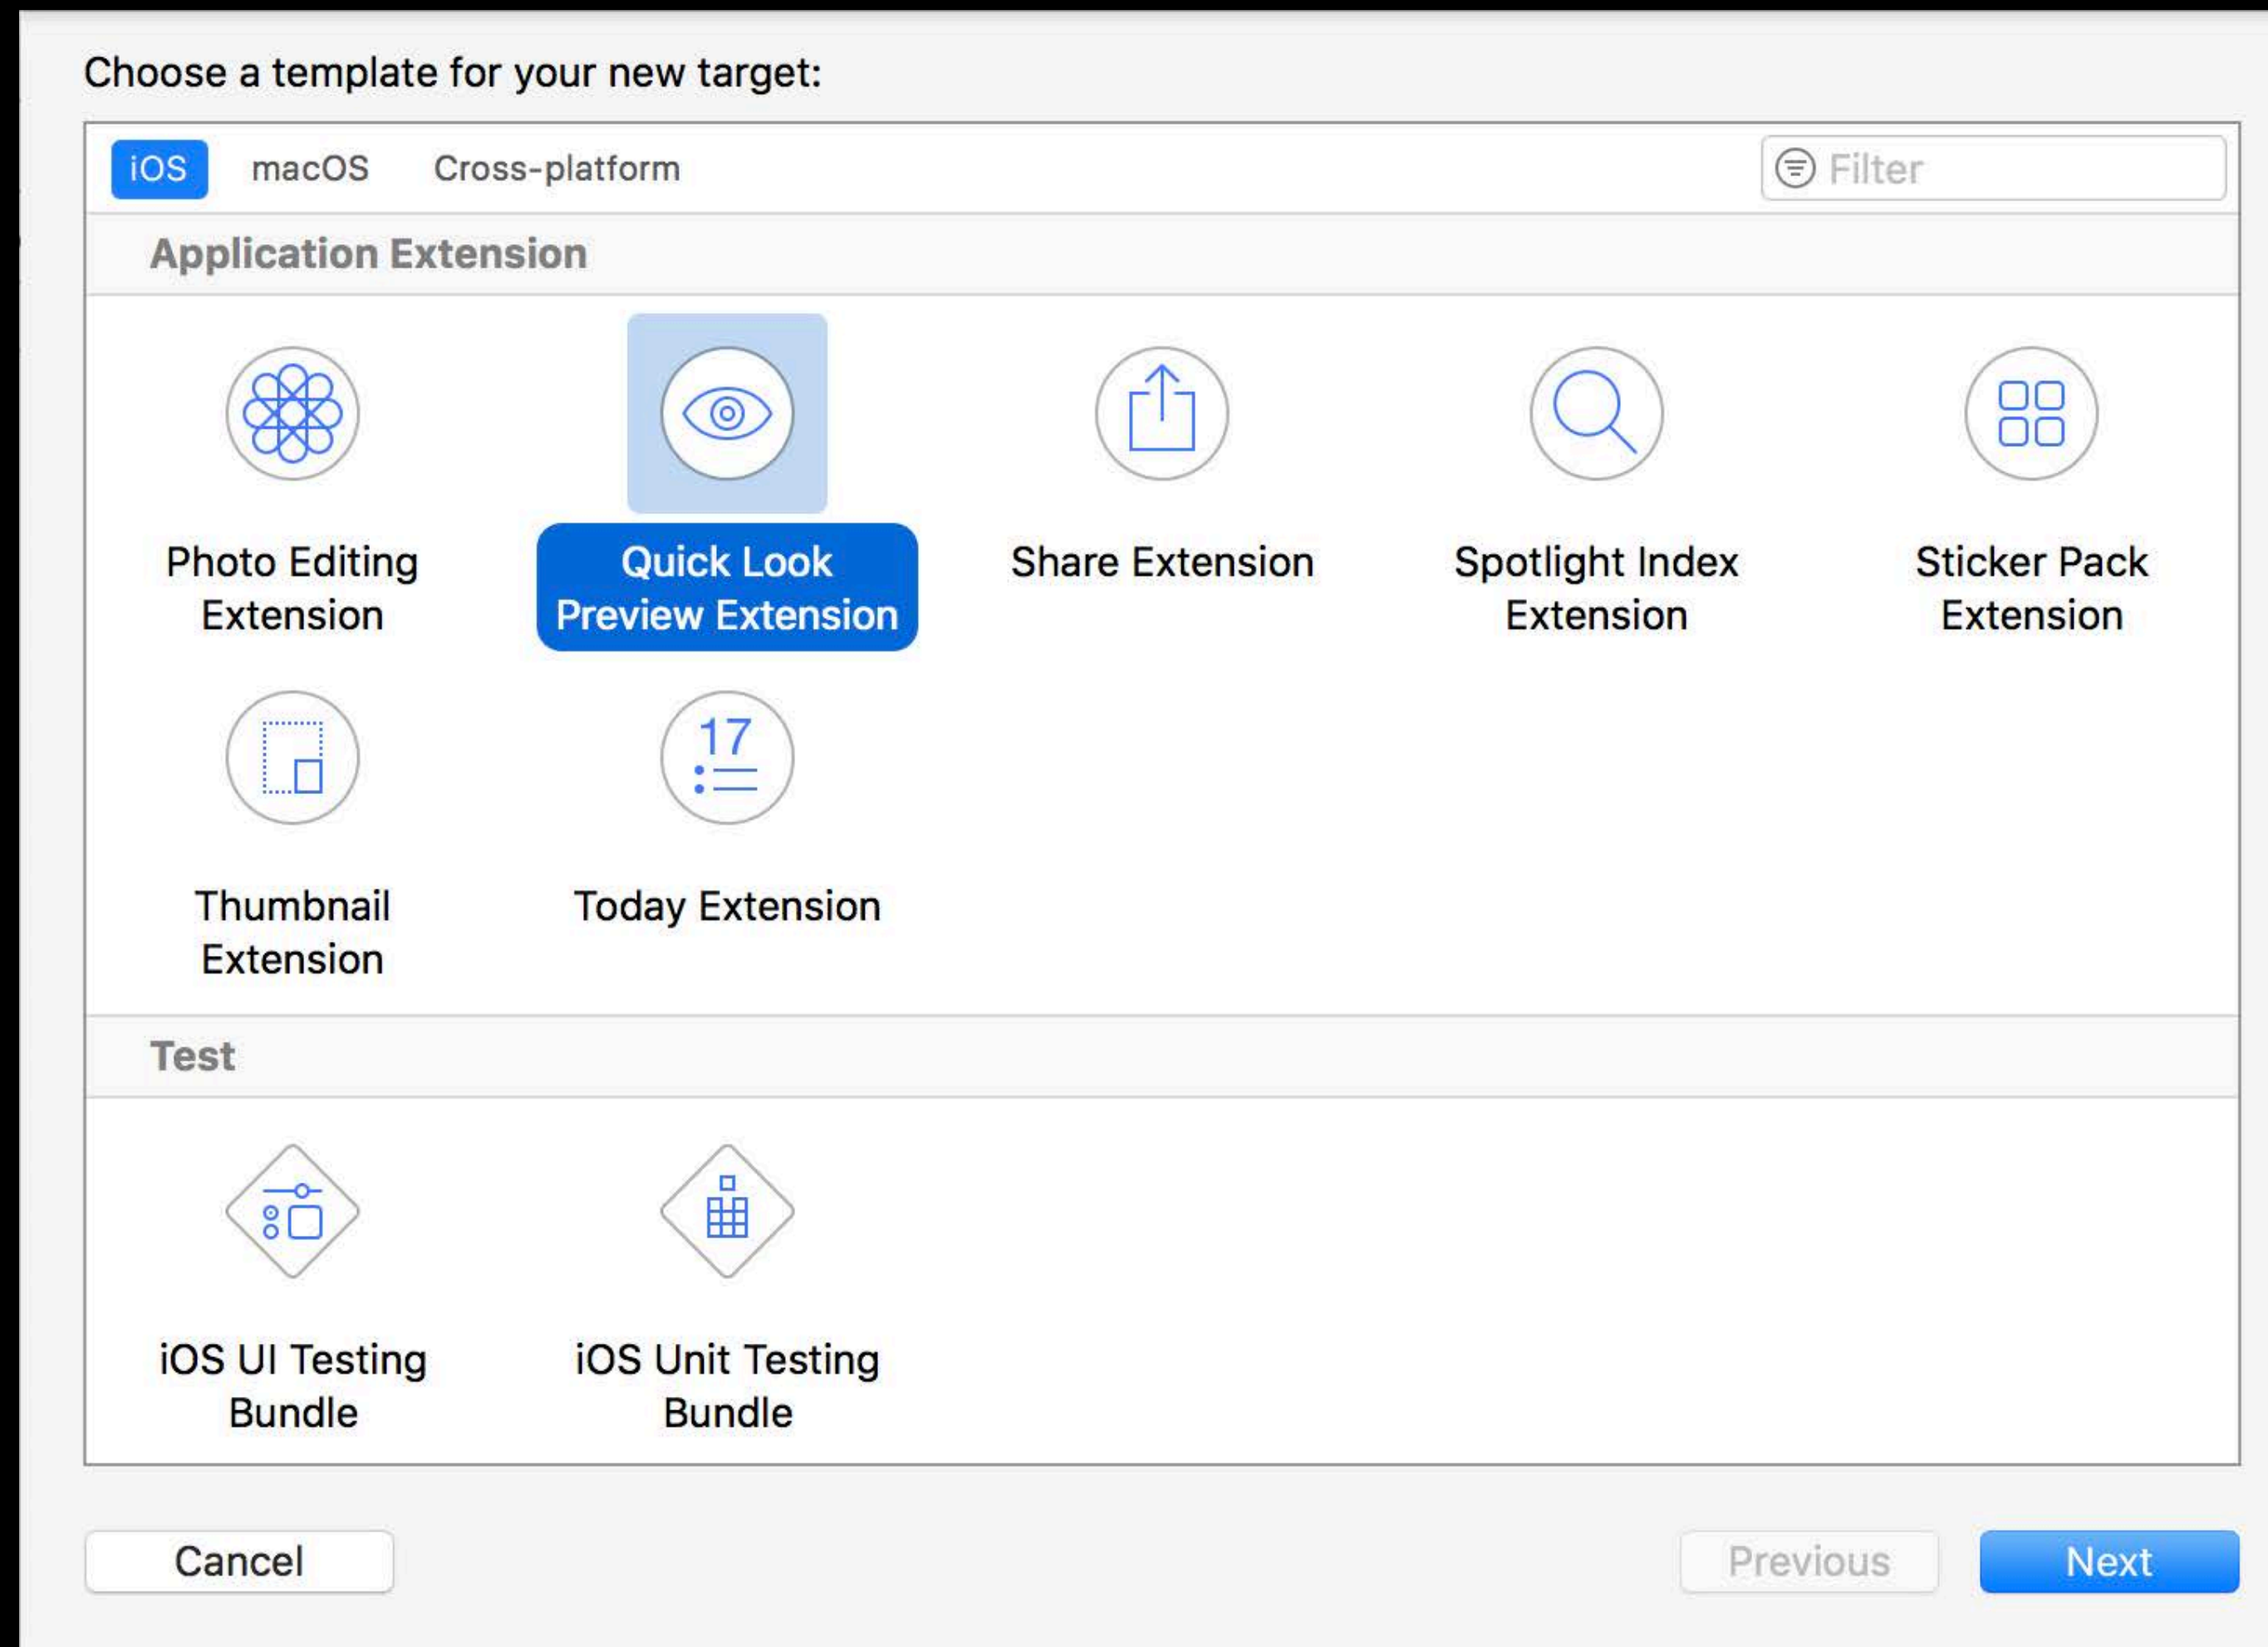 Choose a template for your new target:
iOS macOS Cross-platform Filter
Application Extension
Photo Editing
Extension
Quick Look
Preview Extension
Share Extension
Spotlight Index
Extension
Sticker Pack
Extension
17
Thumbnail
Extension
Today Extension
Test
iOS UI Testing
Bundle
iOS Unit Testing
Bundle
Cancel Previous Next